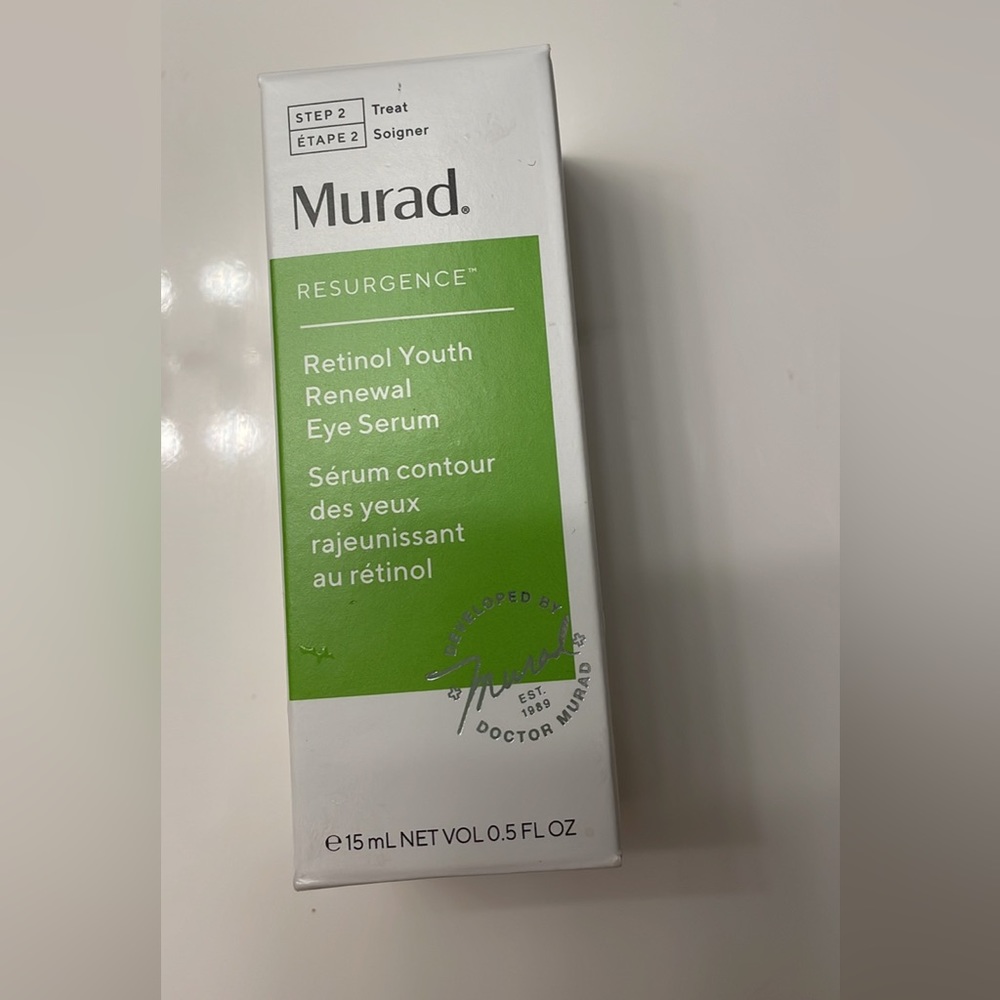 STEP 2 Treat
ÉTAPE 2 Soigner
Murad®
RESURGENCE™
Retinol Youth
Renewal
Eye Serum
Sérum contour
des yeux
rajeunissant
au rétinol
DEVELOPED BY
Murad
EST.
1989
DOCTOR MURAD
℮ 15 mL NET VOL 0.5 FL OZ